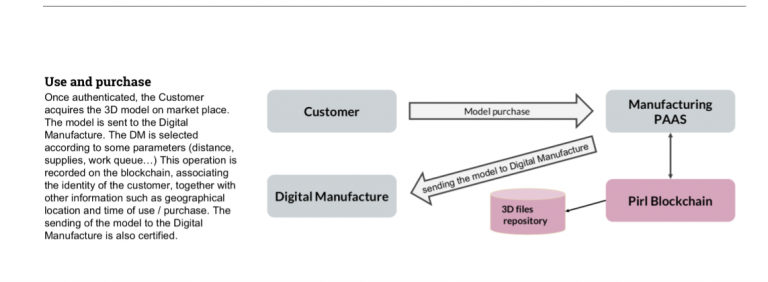 Use and purchase
Once authenticated, the Customer
acquires the 3D model on market place.
The model is sent to the Digital
Manufacture. The DM is selected
according to some parameters (distance,
supplies, work queue...) This operation is
recorded on the blockchain, associating
the identity of the customer, together with
other information such as geographical
location and time of use / purchase. The
sending of the model to the Digital
Manufacture is also certified.
Customer
Model purchase
Manufacturing
PAAS
sending the model to Digital Manufacture
Digital Manufacture
3D files
repository
Pirl Blockchain